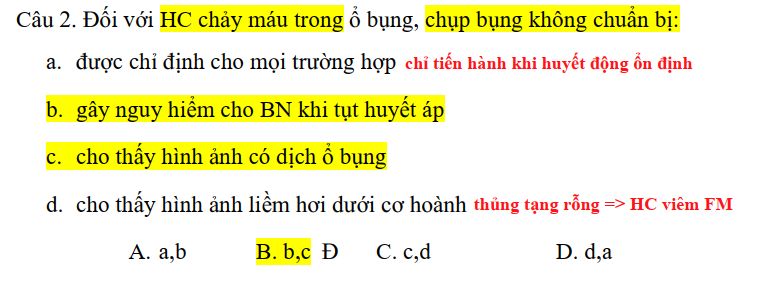 Câu 2. Đối với HC chảy máu trong ổ bụng, chụp bụng không chuẩn bị:
a. được chỉ định cho mọi trường hợp chỉ tiến hành khi huyết động ổn định
b. gây nguy hiểm cho BN khi tụt huyết áp
c. cho thấy hình ảnh có dịch ổ bụng
d. cho thấy hình ảnh liềm hơi dưới cơ hoành thủng tạng rỗng => HC viêm FM
A. a,b B. b,c Đ C. c,d D. d,a